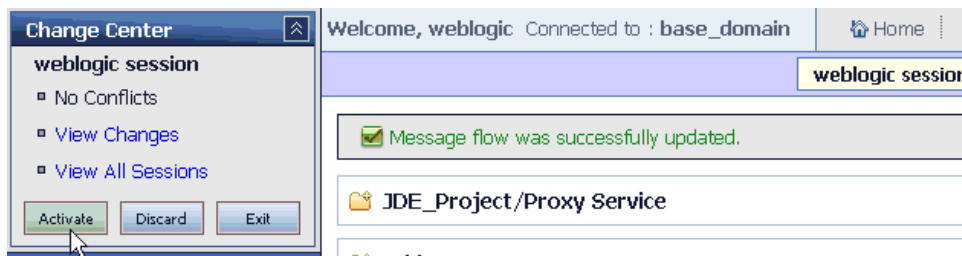 Change Center
weblogic session
No Conflicts
View Changes
View All Sessions
Activate Discard Exit
Welcome, weblogic Connected to : base_domain Home
weblogic session
Message flow was successfully updated.
JDE_Project/Proxy Service